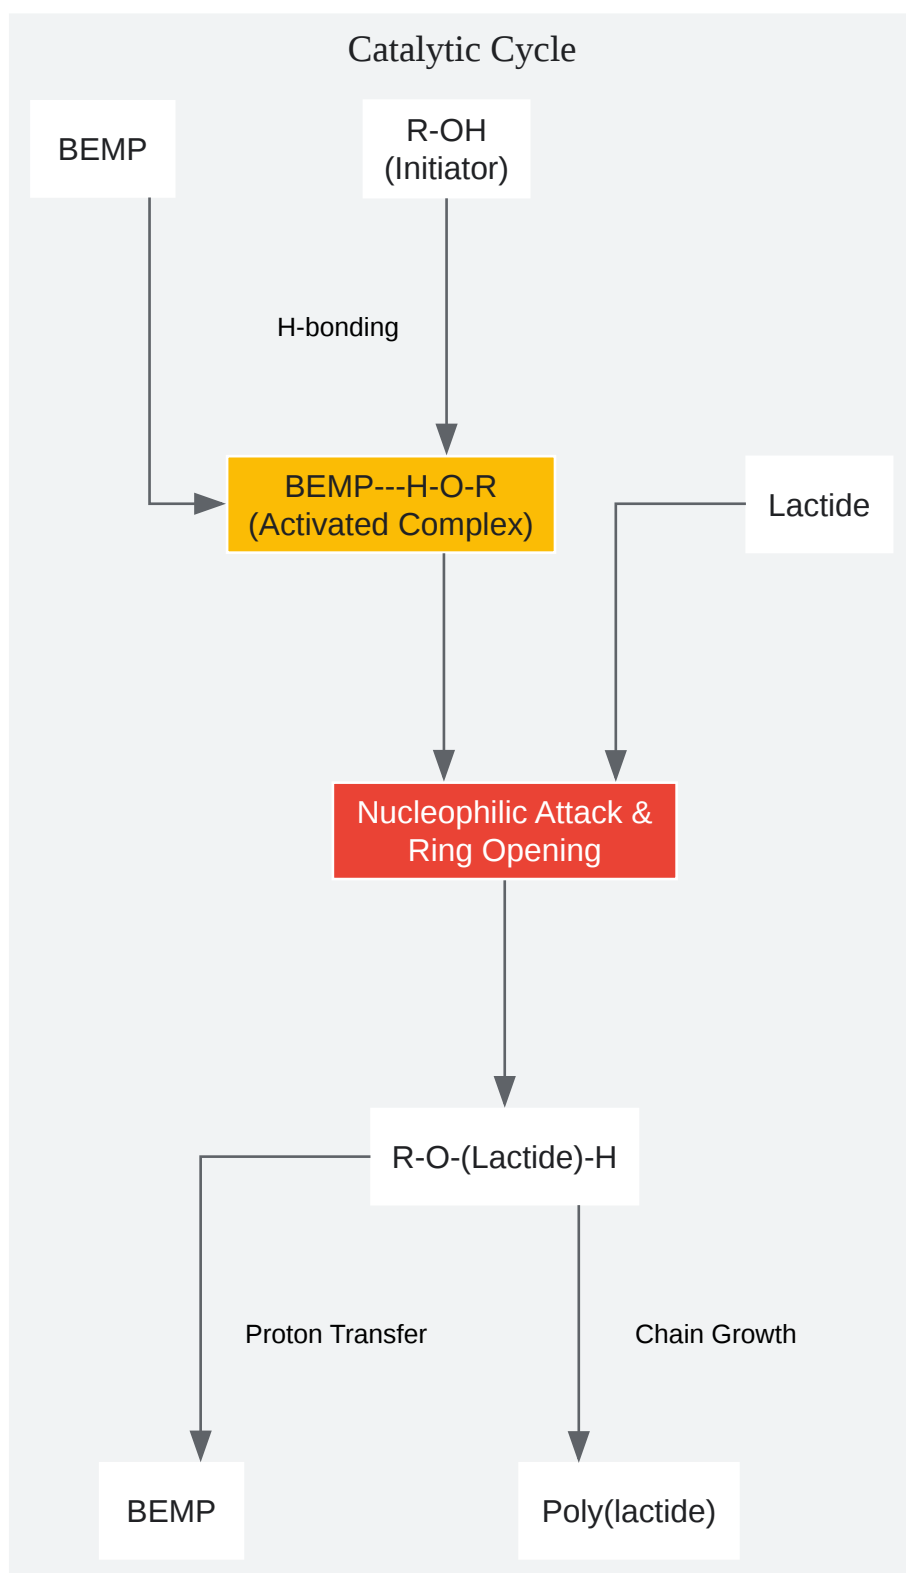 Catalytic Cycle
BEMP
R-OH
(Initiator)
H-bonding
BEMP---H-O-R
(Activated Complex)
Lactide
Nucleophilic Attack &
Ring Opening
R-O-(Lactide)-H
Proton Transfer
Chain Growth
BEMP
Poly(lactide)